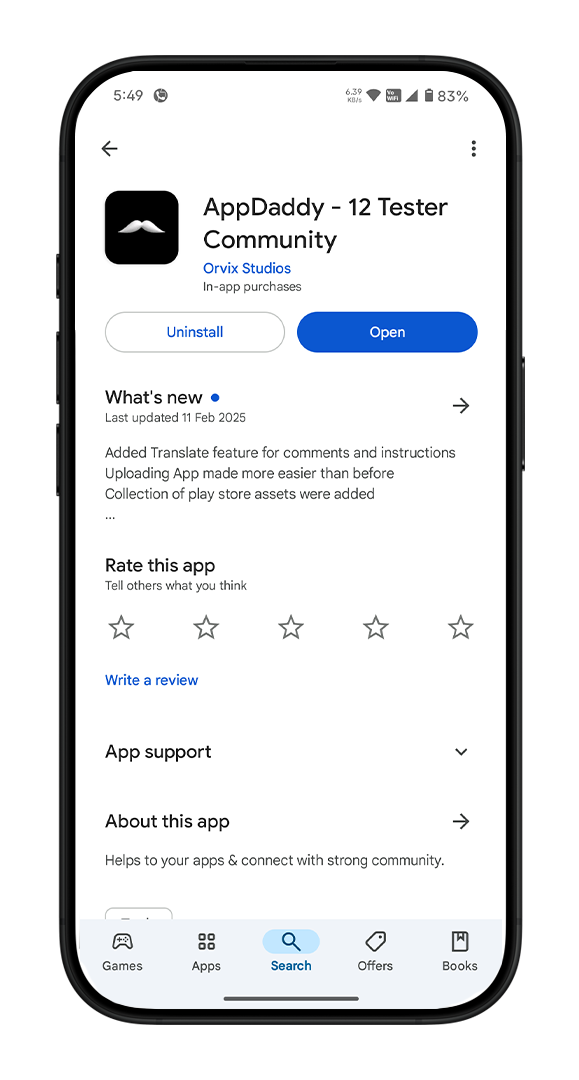 5:49
6.39
KB/s
Yo
WiFi
83%
AppDaddy - 12 Tester
Community
Orvix Studios
In-app purchases
Uninstall
Open
What's new
Last updated 11 Feb 2025
Added Translate feature for comments and instructions
Uploading App made more easier than before
Collection of play store assets were added
...
Rate this app
Tell others what you think
Write a review
App support
About this app
Helps to your apps & connect with strong community.
Games
Apps
Search
Offers
Books